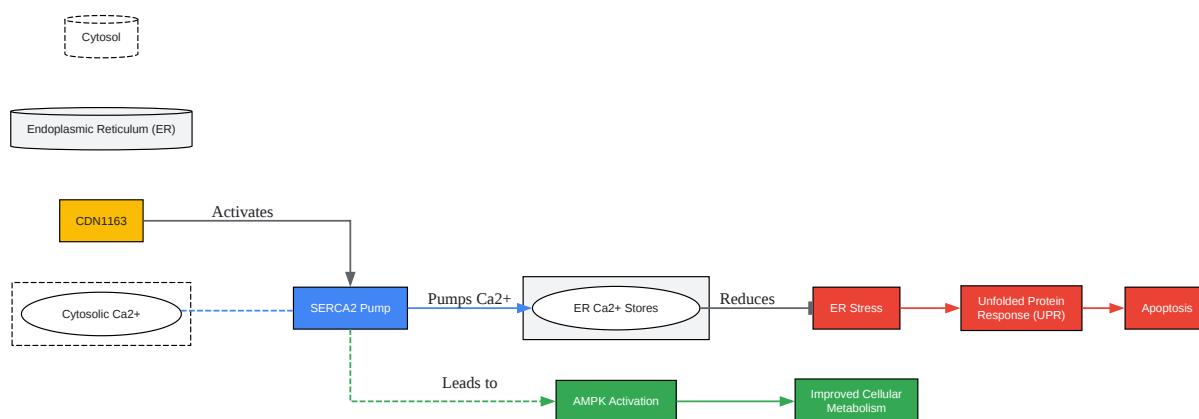 Cytosol
Endoplasmic Reticulum (ER)
CDN1163
Activates
Cytosolic Ca2+
SERCA2 Pump
Pumps Ca2+
ER Ca2+ Stores
Reduces
ER Stress
Unfolded Protein
Response (UPR)
Apoptosis
Leads to
AMPK Activation
Improved Cellular
Metabolism